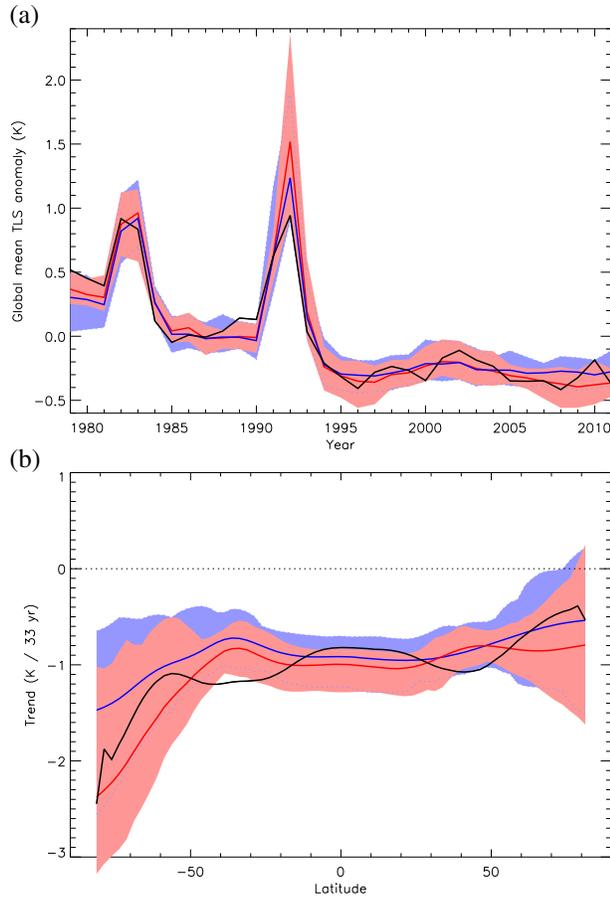 (a)
2.0
1.5
1.0
0.5
0.0
−0.5
Global mean TLS anomaly (K)
1980 1985 1990 1995 2000 2005 2010
Year
(b)
1
0
−1
−2
−3
Trend (K / 33 yr)
−50 0 50
Latitude